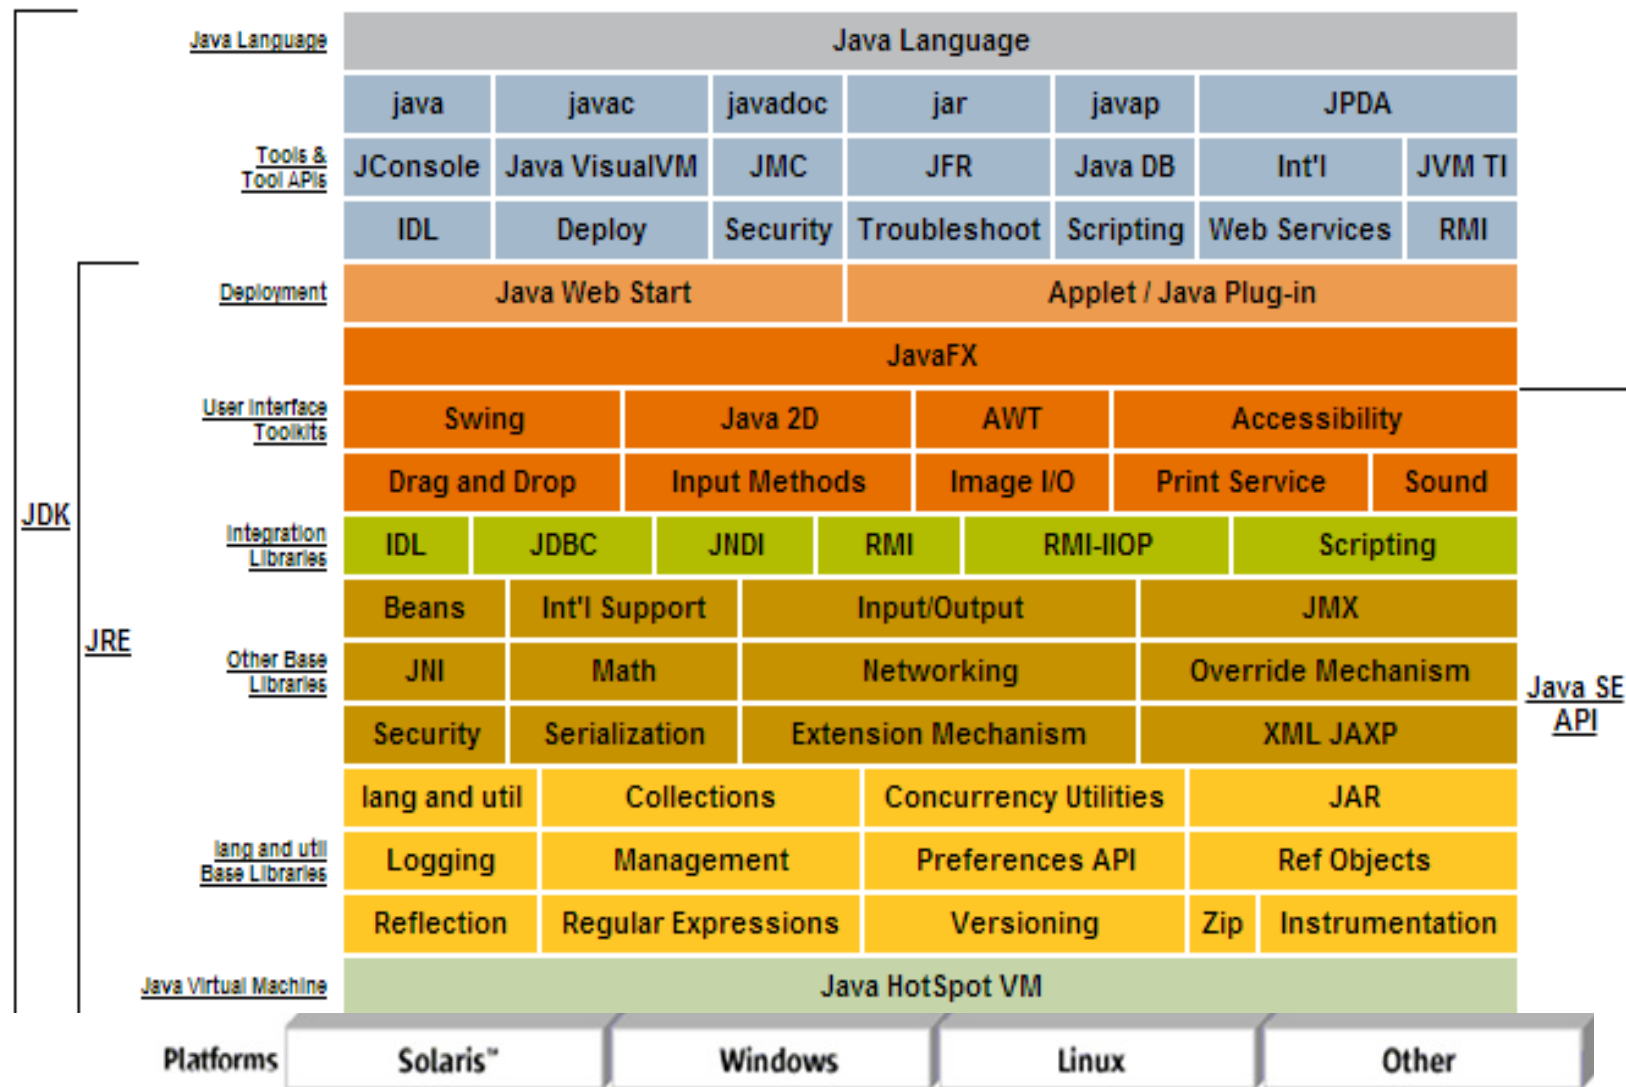 Java Language
Java Language
java javac javadoc jar javap JPDA
Tools &
Tool APIs
JConsole Java VisualVM JMC JFR Java DB Int'l JVM TI
IDL Deploy Security Troubleshoot Scripting Web Services RMI
Deployment
Java Web Start Applet / Java Plug-in
JavaFX
User Interface
Toolkits
Swing Java 2D AWT Accessibility
Drag and Drop Input Methods Image I/O Print Service Sound
JDK
Integration
Libraries
IDL JDBC JNDI RMI RMI-IIOP Scripting
Beans Int'l Support Input/Output JMX
JRE
Other Base
Libraries
JNI Math Networking Override Mechanism
Java SE
API
Security Serialization Extension Mechanism XML JAXP
lang and util Collections Concurrency Utilities JAR
lang and util
Base Libraries
Logging Management Preferences API Ref Objects
Reflection Regular Expressions Versioning Zip Instrumentation
Java Virtual Machine
Java HotSpot VM
Platforms Solaris™ Windows Linux Other